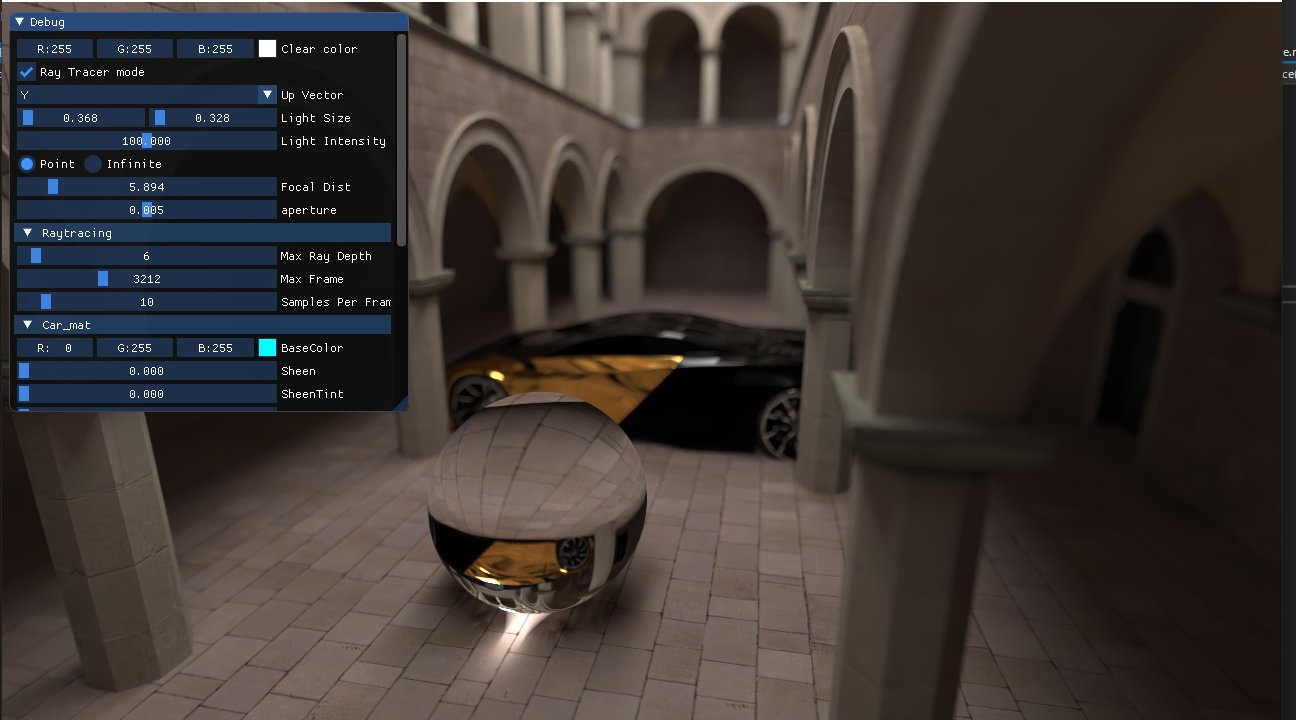 Debug
R:255 G:255 B:255 Clear color
Ray Tracer mode
Y Up Vector
0.368 0.328 Light Size
100.000 Light Intensity
Point Infinite
5.894 Focal Dist
0.005 aperture
Raytracing
6 Max Ray Depth
3212 Max Frame
10 Samples Per Fram
Car_mat
R: 0 G:255 B:255 BaseColor
0.000 Sheen
0.000 SheenTint